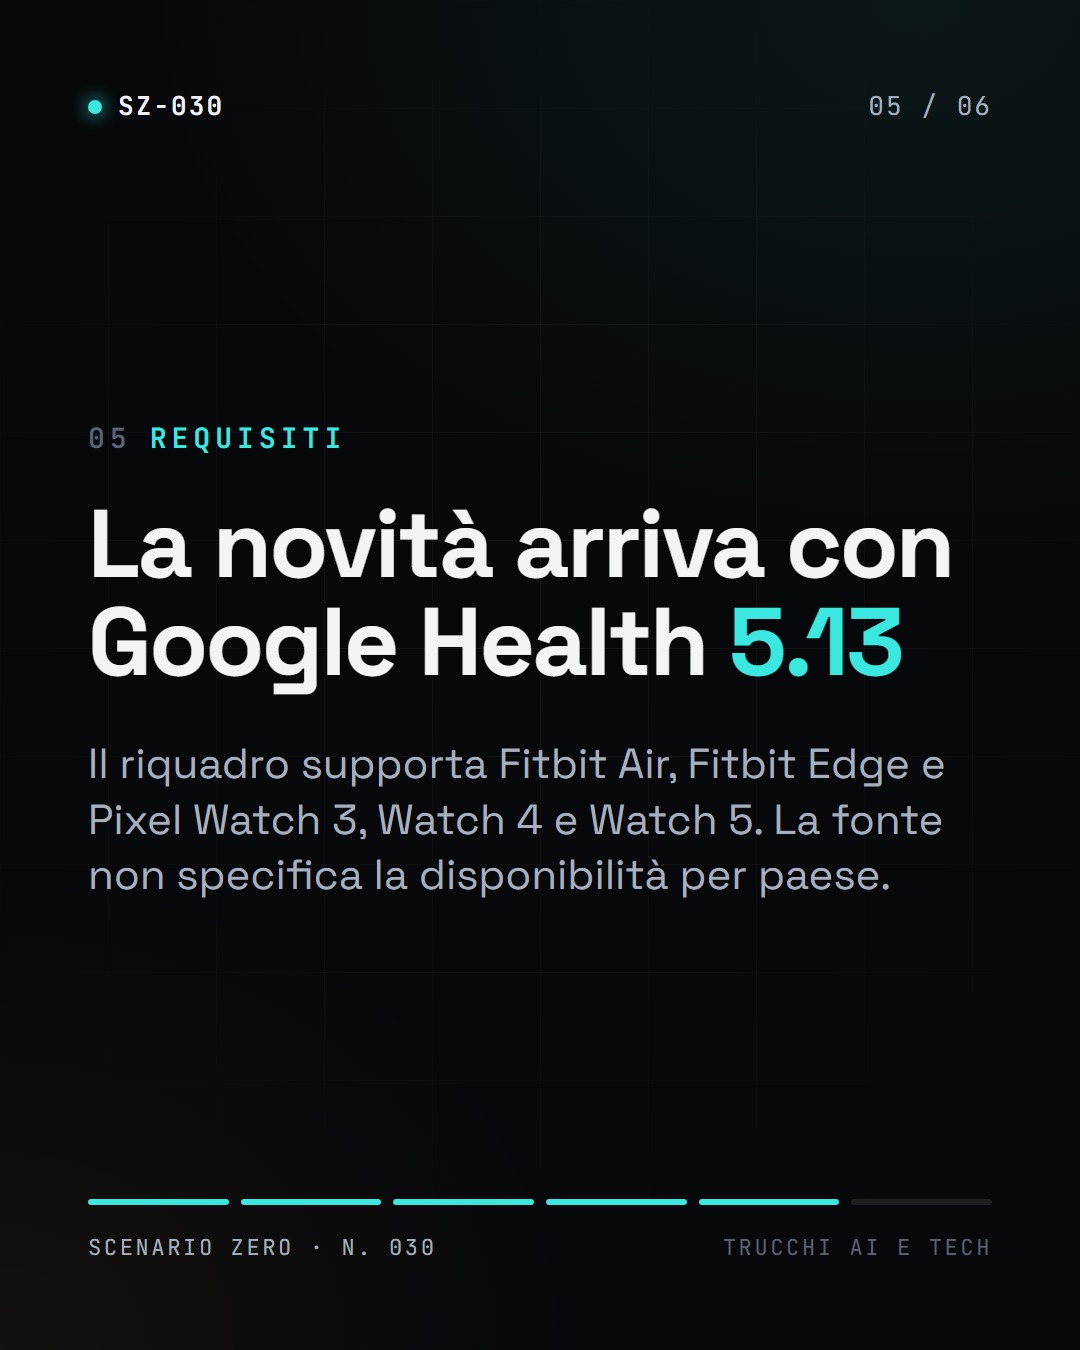 SZ-030
05 / 06
05 REQUISITI
La novità arriva con
Google Health 5.13
Il riquadro supporta Fitbit Air, Fitbit Edge e
Pixel Watch 3, Watch 4 e Watch 5. La fonte
non specifica la disponibilità per paese.
SCENARIO ZERO · N. 030
TRUCCHI AI E TECH